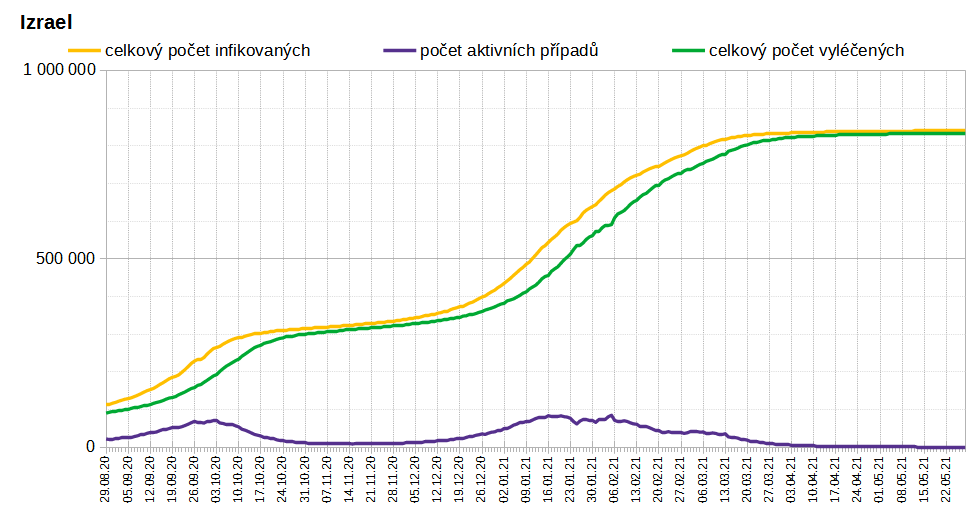 Izrael
celkový počet infikovaných počet aktivních případů celkový počet vyléčených
1 000 000
500 000
0
29.08.20 05.09.20 12.09.20 19.09.20 26.09.20 03.10.20 10.10.20 17.10.20 24.10.20 31.10.20 07.11.20 14.11.20 21.11.20 28.11.20 05.12.20 12.12.20 19.12.20 26.12.20 02.01.21 09.01.21 16.01.21 23.01.21 30.01.21 06.02.21 13.02.21 20.02.21 27.02.21 06.03.21 13.03.21 20.03.21 27.03.21 03.04.21 10.04.21 17.04.21 24.04.21 01.05.21 08.05.21 15.05.21 22.05.21